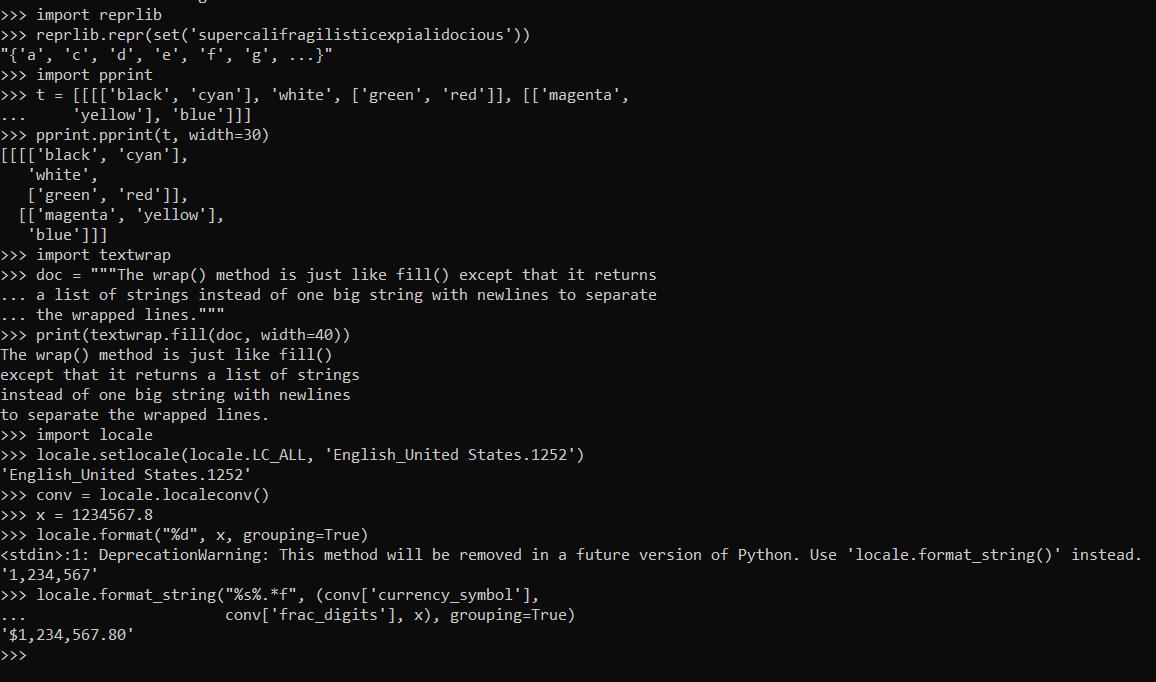 >>> import reprlib
>>> reprlib.repr(set('supercalifragilisticexpialidocious'))
"{'a', 'c', 'd', 'e', 'f', 'g', ...}"
>>> import pprint
>>> t = [[[['black', 'cyan'], 'white', ['green', 'red']], [['magenta',
...     'yellow'], 'blue']]]
>>> pprint.pprint(t, width=30)
[[[['black', 'cyan'],
   'white',
   ['green', 'red']],
  [['magenta', 'yellow'],
   'blue']]]
>>> import textwrap
>>> doc = """The wrap() method is just like fill() except that it returns
... a list of strings instead of one big string with newlines to separate
... the wrapped lines."""
>>> print(textwrap.fill(doc, width=40))
The wrap() method is just like fill()
except that it returns a list of strings
instead of one big string with newlines
to separate the wrapped lines.
>>> import locale
>>> locale.setlocale(locale.LC_ALL, 'English_United States.1252')
'English_United States.1252'
>>> conv = locale.localeconv()
>>> x = 1234567.8
>>> locale.format("%d", x, grouping=True)
<stdin>:1: DeprecationWarning: This method will be removed in a future version of Python. Use 'locale.format_string()' instead.
'1,234,567'
>>> locale.format_string("%s%.*f", (conv['currency_symbol'],
...                      conv['frac_digits'], x), grouping=True)
'$1,234,567.80'
>>>